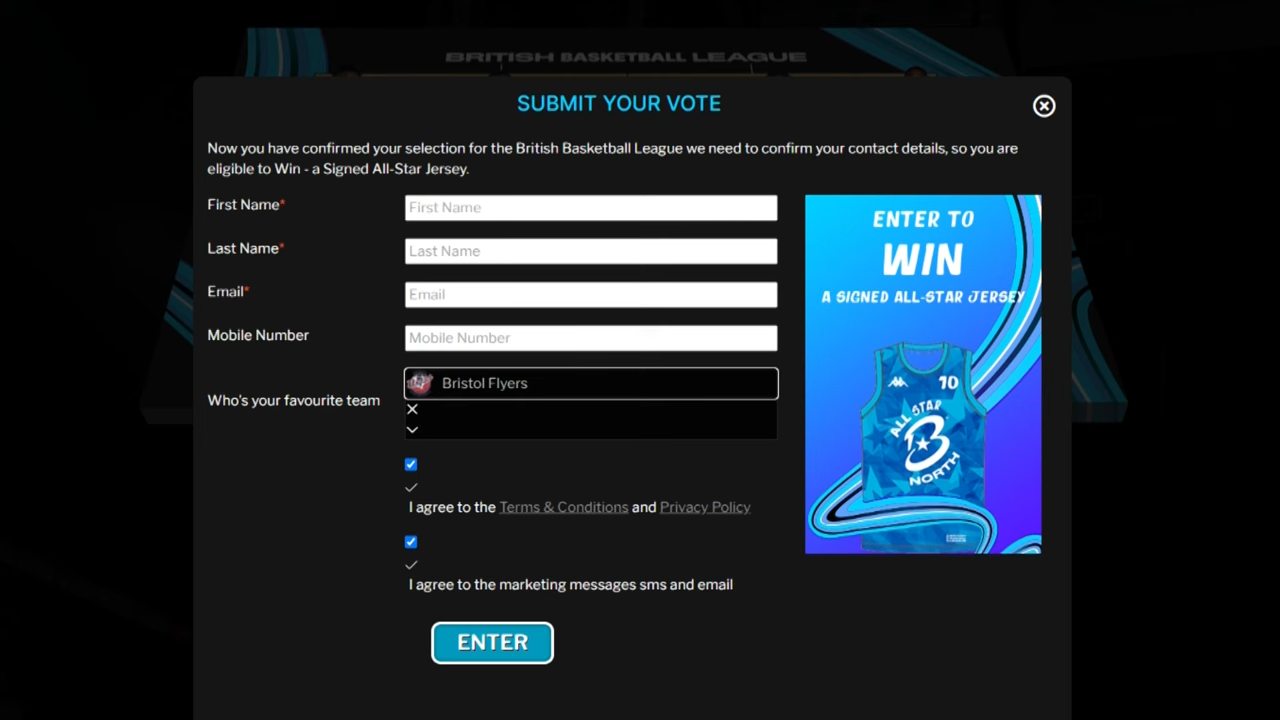 BRITISH BASKETBALL LEAGUE
SUBMIT YOUR VOTE
Now you have confirmed your selection for the British Basketball League we need to confirm your contact details, so you are
eligible to Win - a Signed All-Star Jersey.
First Name*
First Name
Last Name*
Last Name
Email*
Email
Mobile Number
Mobile Number
Who's your favourite team
Bristol Flyers
I agree to the Terms & Conditions and Privacy Policy
I agree to the marketing messages sms and email
ENTER
ENTER TO
WIN
A SIGNED ALL-STAR JERSEY
10
ALL STAR
B
NORTH